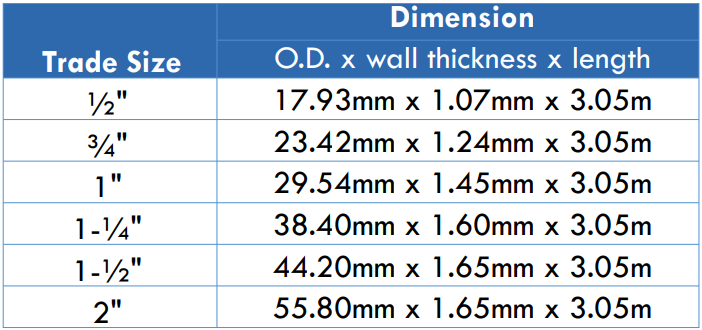 Dimension
Trade Size
O.D. x wall thickness x length
½" 17.93mm x 1.07mm x 3.05m
¾" 23.42mm x 1.24mm x 3.05m
1" 29.54mm x 1.45mm x 3.05m
1-¼" 38.40mm x 1.60mm x 3.05m
1-½" 44.20mm x 1.65mm x 3.05m
2" 55.80mm x 1.65mm x 3.05m